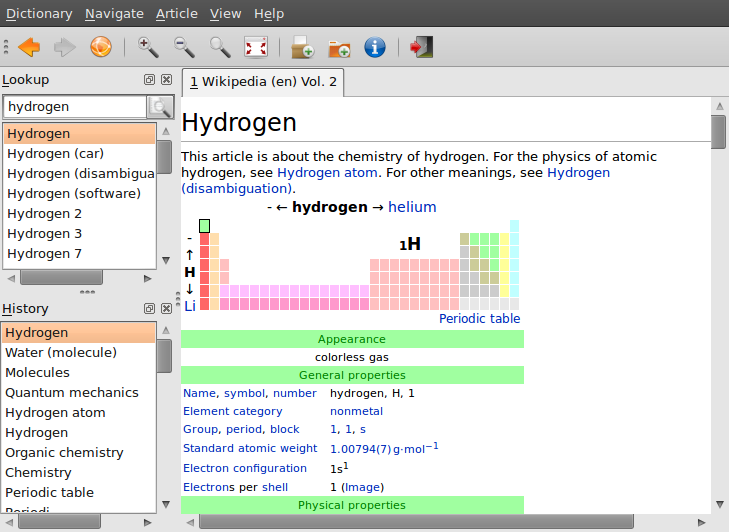 Dictionary Navigate Article View Help
Lookup
hydrogen
Hydrogen
Hydrogen (car)
Hydrogen (disambigua
Hydrogen (software)
Hydrogen 2
Hydrogen 3
Hydrogen 7
History
Hydrogen
Water (molecule)
Molecules
Quantum mechanics
Hydrogen atom
Hydrogen
Organic chemistry
Chemistry
Periodic table
1 Wikipedia (en) Vol. 2
Hydrogen
This article is about the chemistry of hydrogen. For the physics of atomic
hydrogen, see Hydrogen atom. For other meanings, see Hydrogen
(disambiguation).
- ← hydrogen → helium
-
↑
H
↓
Li
₁H
Periodic table
Appearance
colorless gas
General properties
Name, symbol, number hydrogen, H, 1
Element category nonmetal
Group, period, block 1, 1, s
Standard atomic weight 1.00794(7) g·mol⁻¹
Electron configuration 1s¹
Electrons per shell 1 (Image)
Physical properties